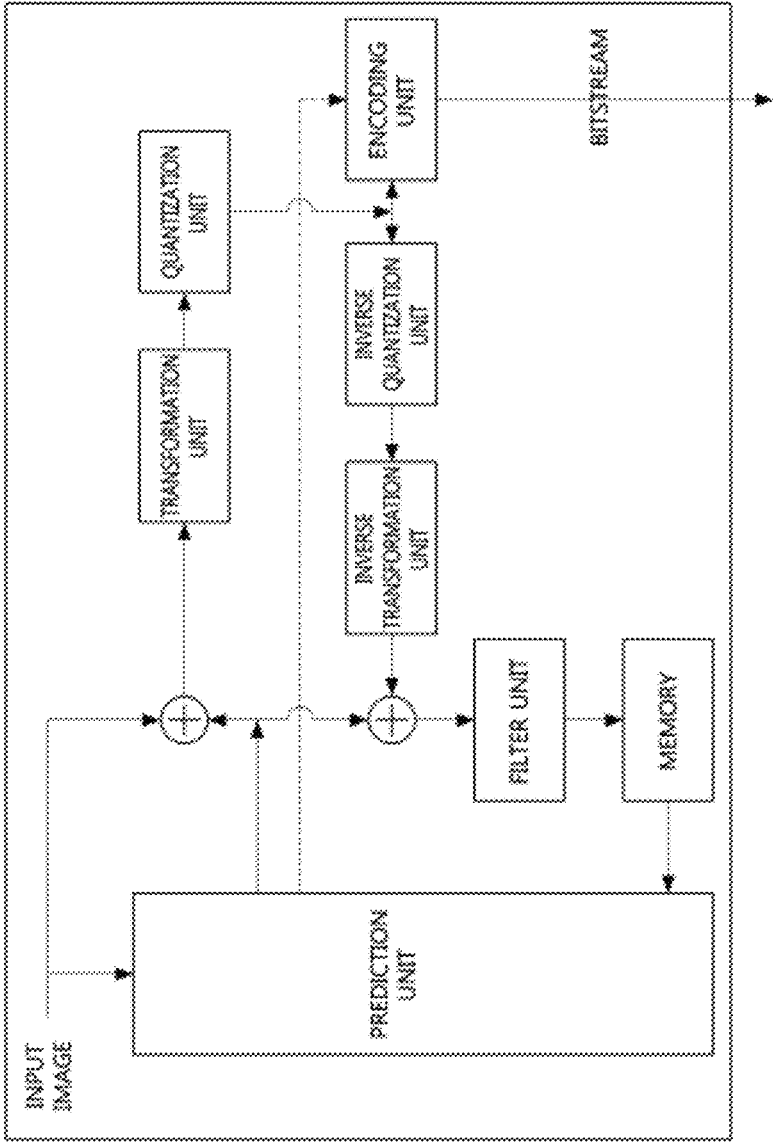 INPUT
IMAGE
TRANSFORMATION
UNIT
QUANTIZATION
UNIT
PREDICTION
UNIT
INVERSE
TRANSFORMATION
UNIT
INVERSE
QUANTIZATION
UNIT
ENCODING
UNIT
FILTER UNIT
MEMORY
BITSTREAM